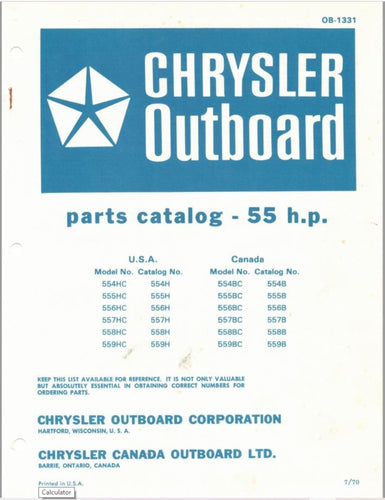 OB-1331
CHRYSLER
Outboard
parts catalog - 55 h.p.
U.S.A. Canada
Model No. Catalog No. Model No. Catalog No.
554HC 554H 554BC 554B
555HC 555H 555BC 555B
556HC 556H 556BC 556B
557HC 557H 557BC 557B
558HC 558H 558BC 558B
559HC 559H 559BC 559B
KEEP THIS LIST AVAILABLE FOR REFERENCE. IT IS NOT ONLY VALUABLE
BUT ABSOLUTELY ESSENTIAL IN OBTAINING CORRECT NUMBERS FOR
ORDERING PARTS.
CHRYSLER OUTBOARD CORPORATION
HARTFORD, WISCONSIN, U. S. A.
CHRYSLER CANADA OUTBOARD LTD.
BARRIE, ONTARIO, CANADA
Printed in U.S.A. 7/70
Calculator